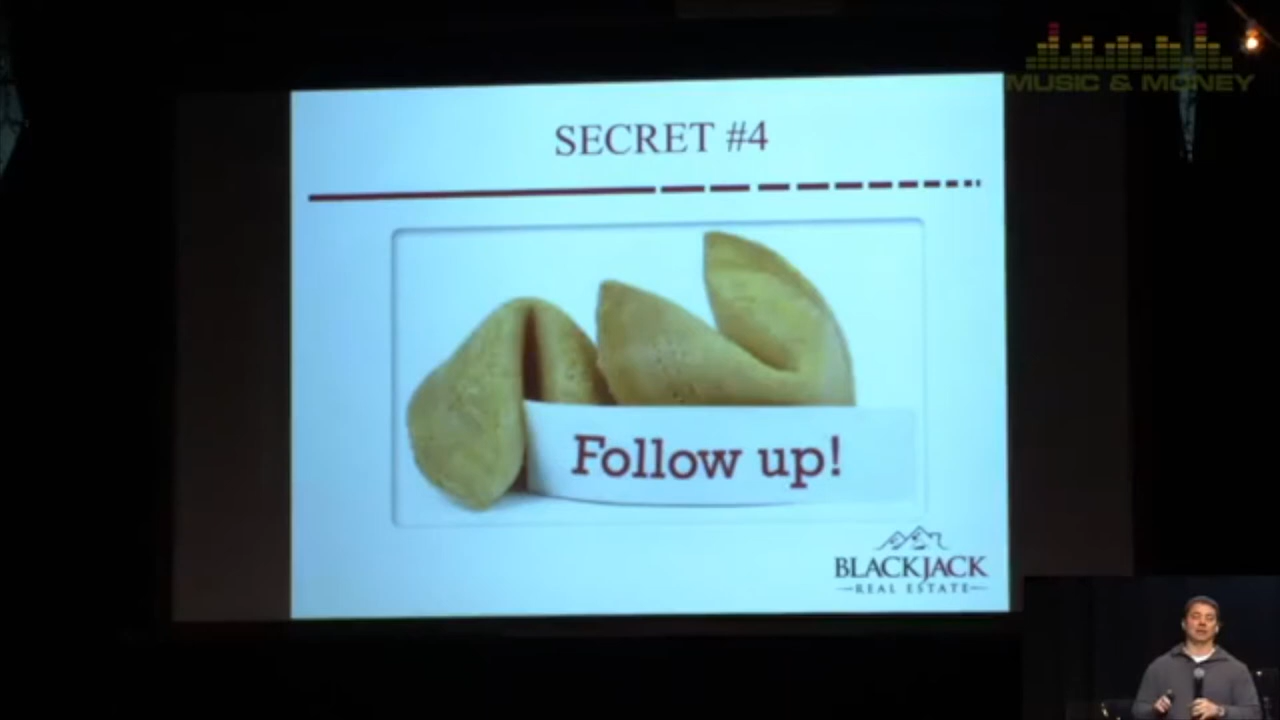 MUSIC & MONEY
SECRET #4
Follow up!
BLACKJACK
REAL ESTATE